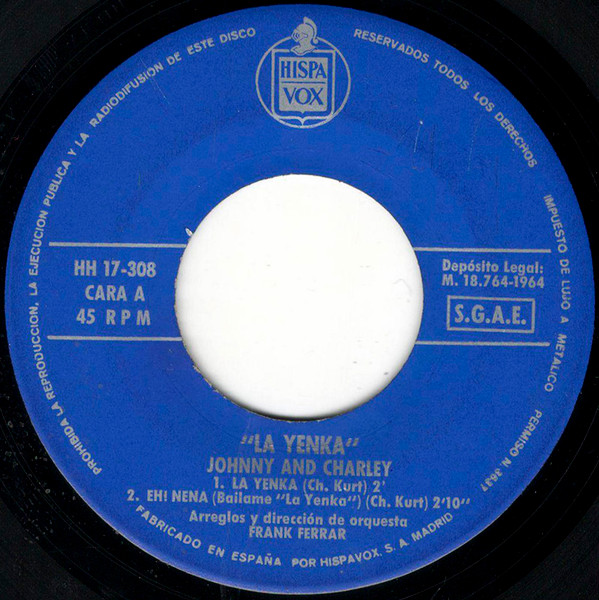 PROHIBIDA LA REPRODUCCION, LA EJECUCION PUBLICA Y LA RADIODIFUSION DE ESTE DISCO
RESERVADOS TODOS LOS DERECHOS
IMPUESTO DE LUJO A METALICO PERMISO N.3637
HISPA
VOX
HH 17-308
CARA A
45 RPM
Depósito Legal:
M. 18.764-1964
S.G.A.E.
"LA YENKA"
JOHNNY AND CHARLEY
1. LA YENKA (Ch. Kurt) 2'
2. EH! NENA (Bailame "La Yenka") (Ch. Kurt) 2'10"
Arreglos y dirección de orquesta
FRANK FERRAR
FABRICADO EN ESPAÑA POR HISPAVOX. S. A. MADRID